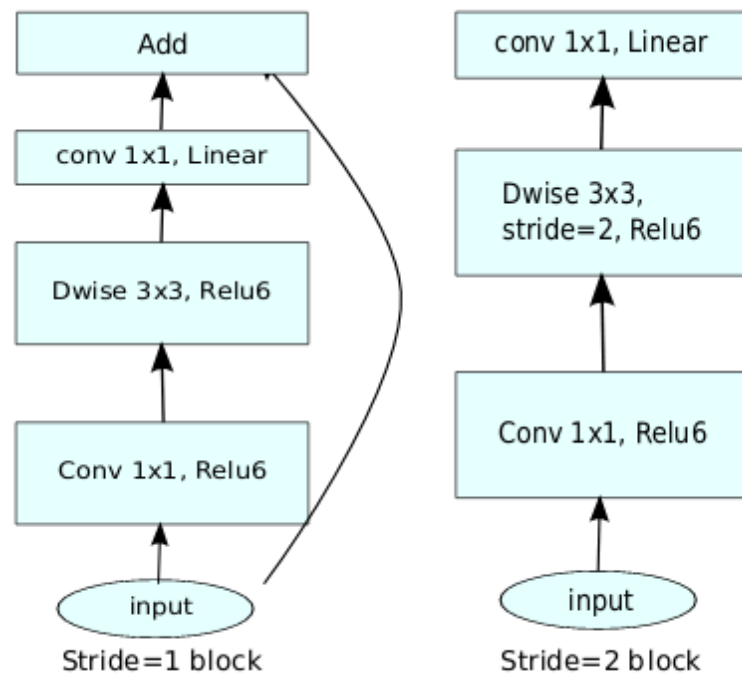 Add
conv 1x1, Linear
Dwise 3x3, Relu6
Conv 1x1, Relu6
input
Stride=1 block
conv 1x1, Linear
Dwise 3x3,
stride=2, Relu6
Conv 1x1, Relu6
input
Stride=2 block